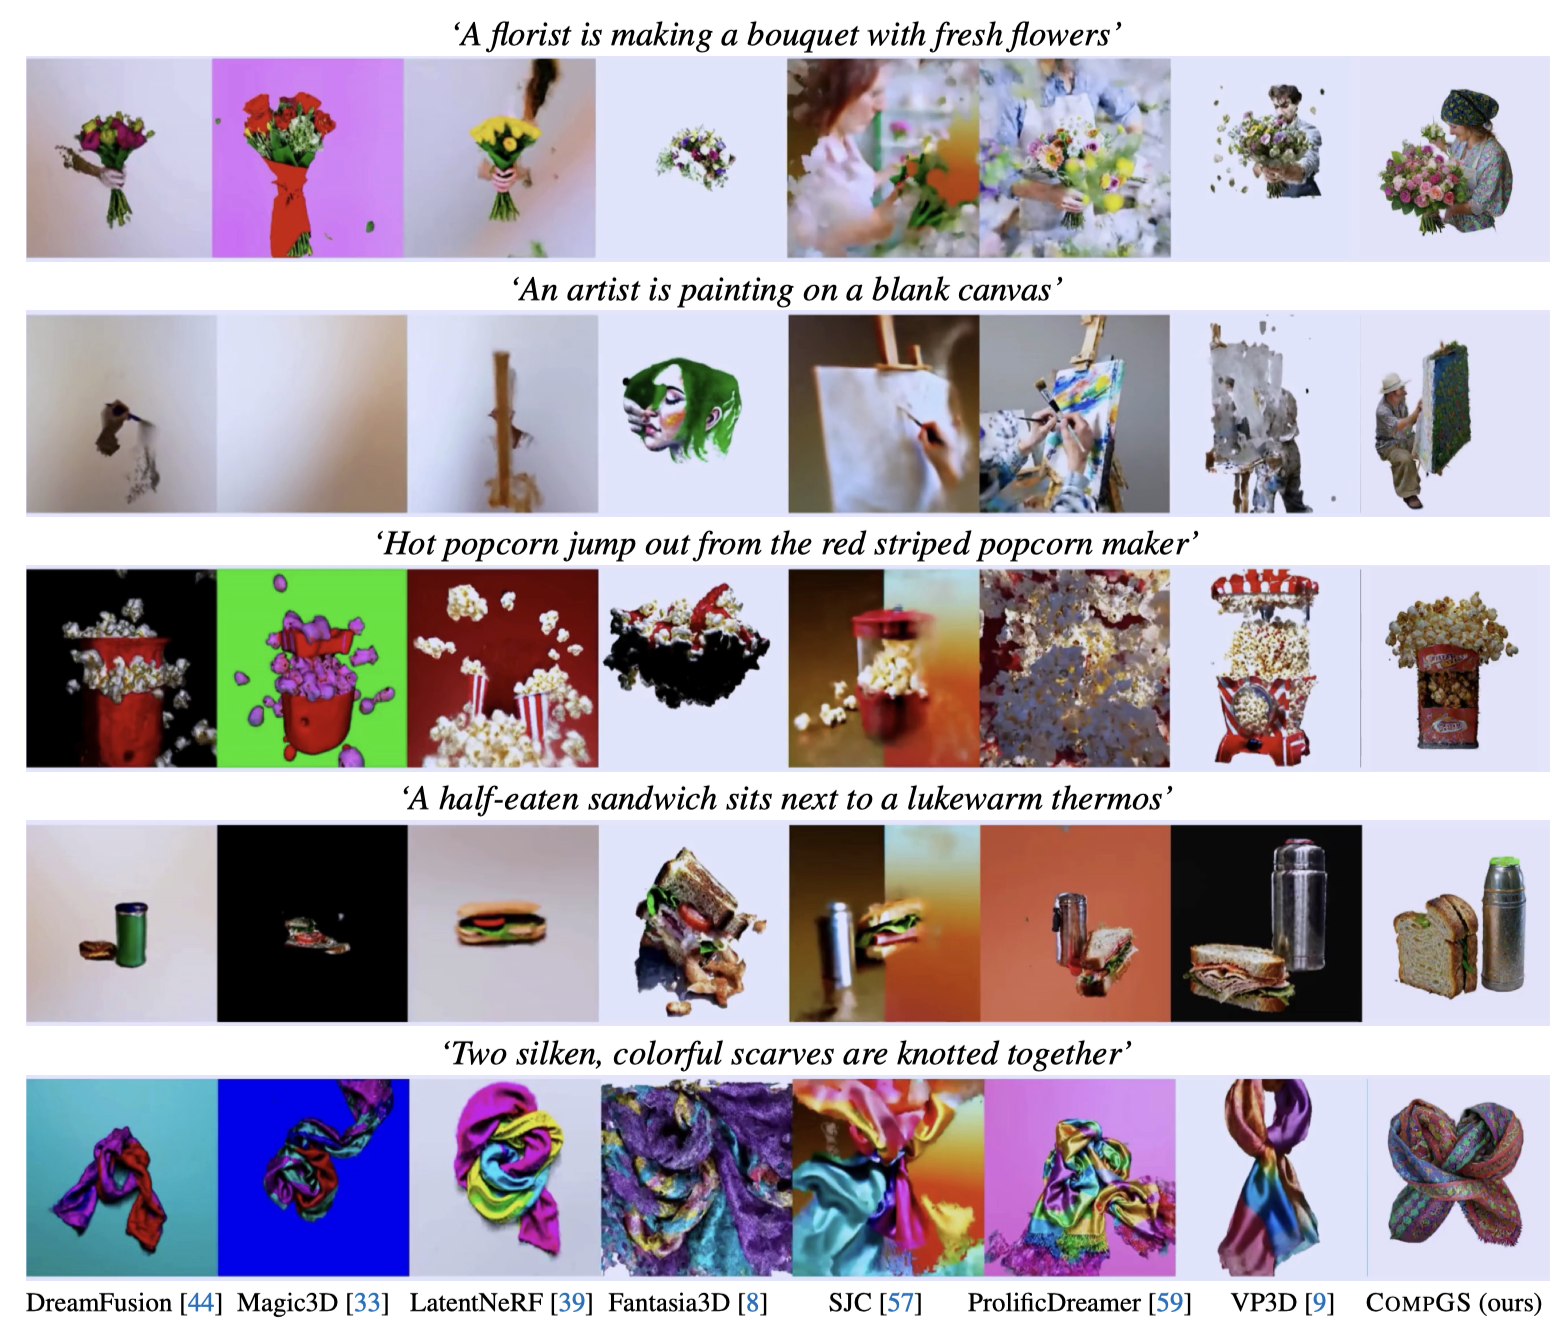 ‘A florist is making a bouquet with fresh flowers’
‘An artist is painting on a blank canvas’
‘Hot popcorn jump out from the red striped popcorn maker’
‘A half-eaten sandwich sits next to a lukewarm thermos’
‘Two silken, colorful scarves are knotted together’
DreamFusion [44] Magic3D [33] LatentNeRF [39] Fantasia3D [8] SJC [57] ProlificDreamer [59] VP3D [9] COMPGS (ours)